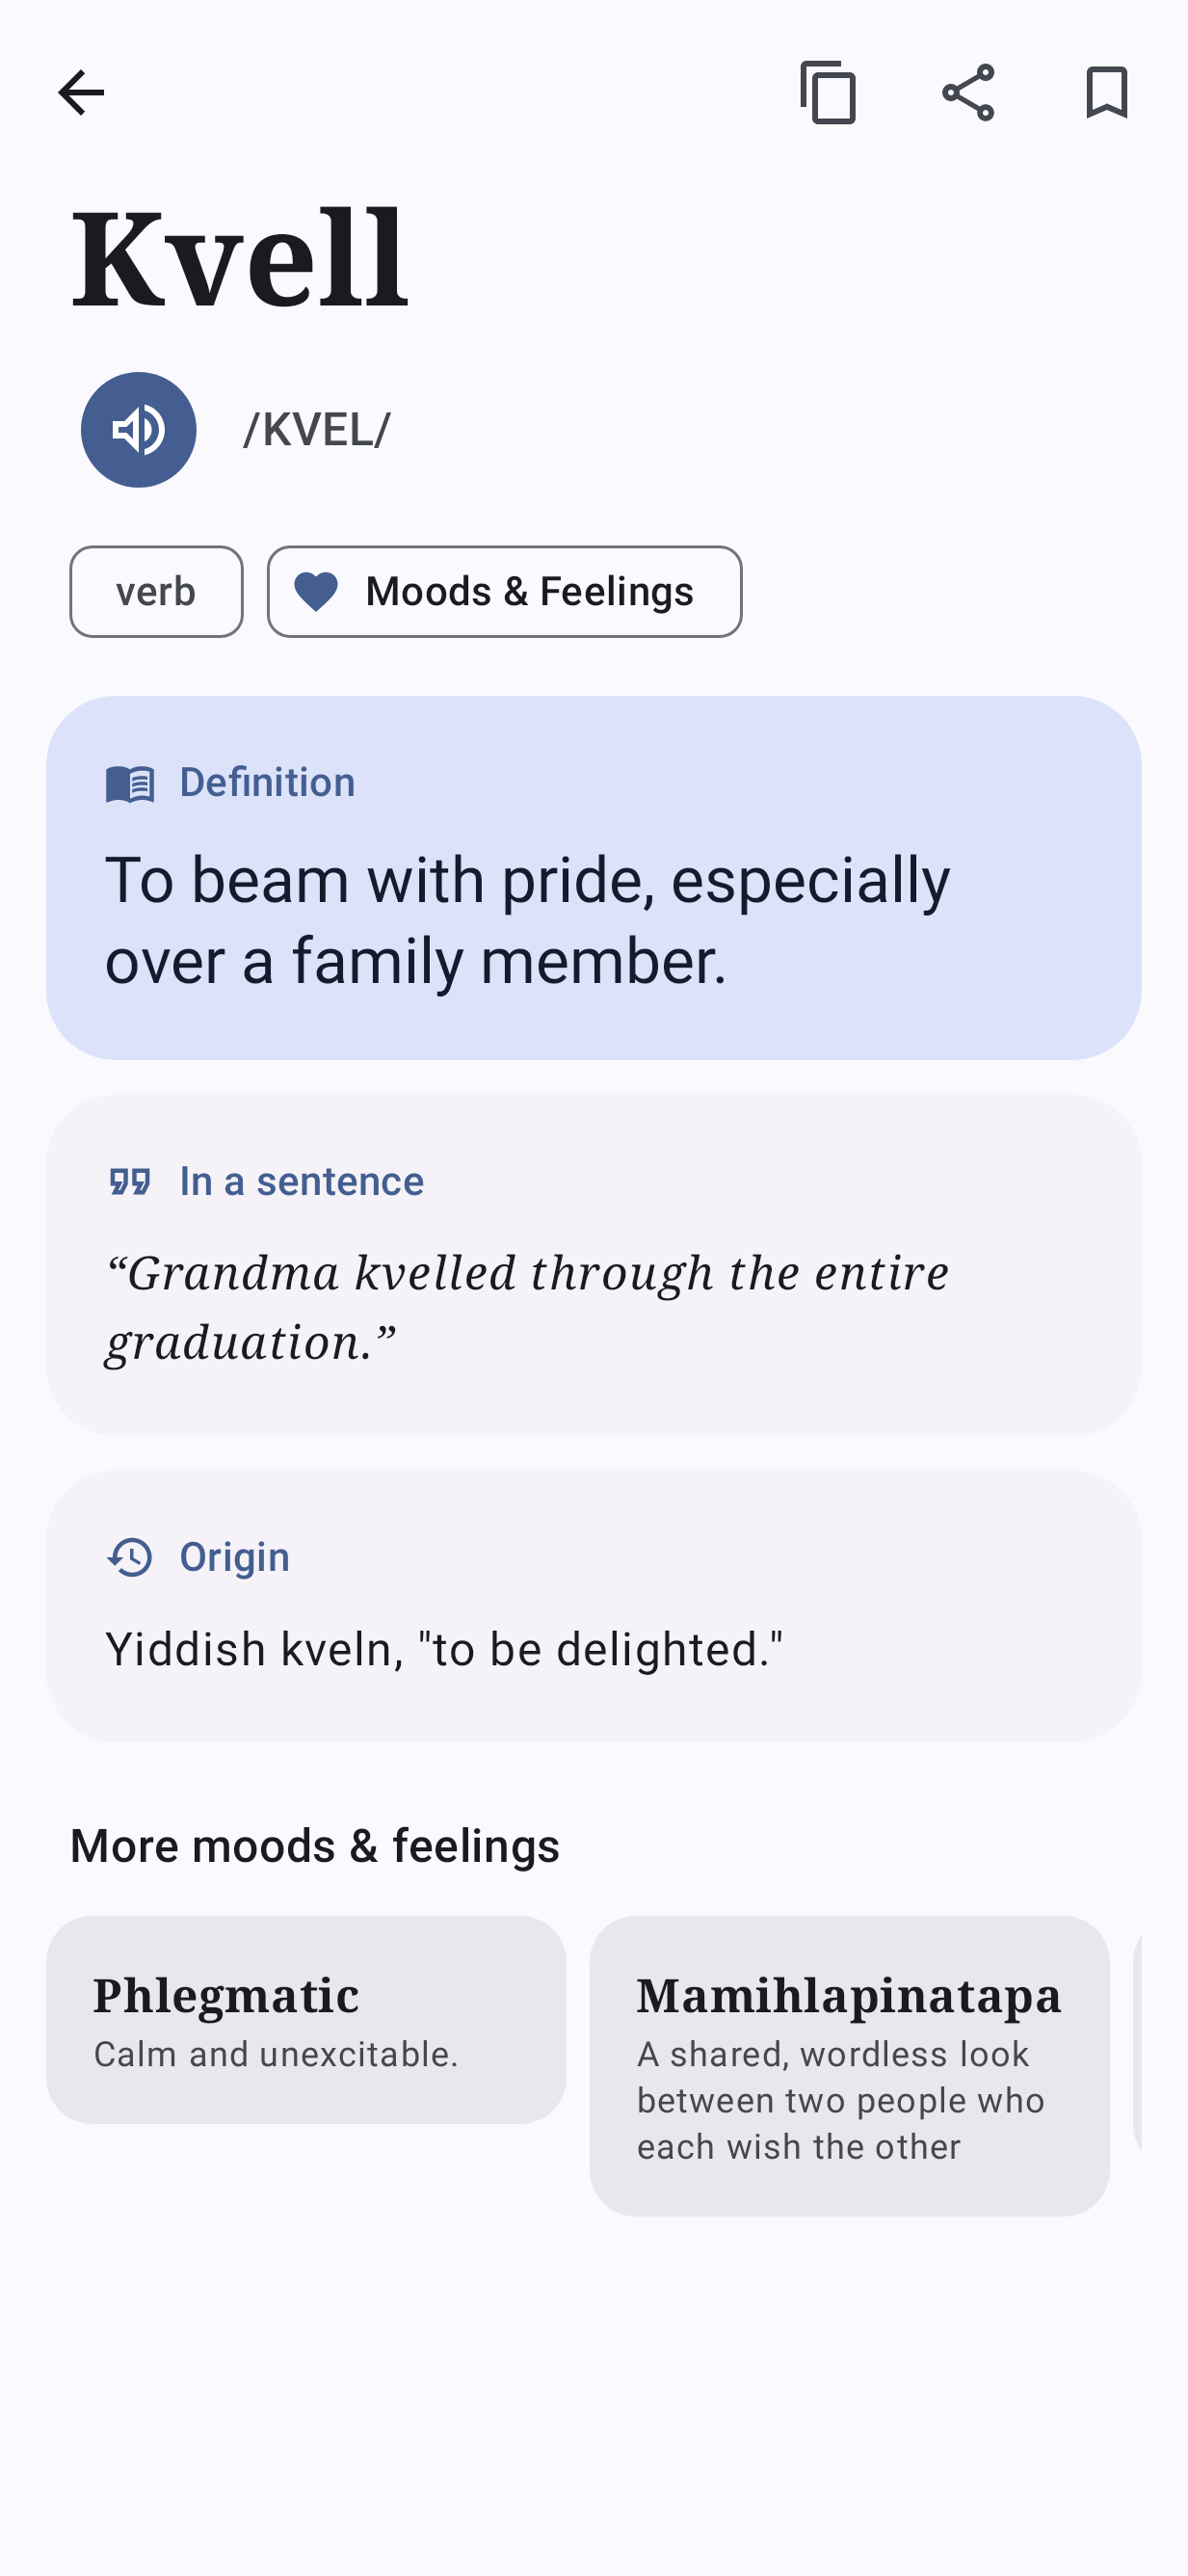 Kvell
/KVEL/
verb
Moods & Feelings
Definition
To beam with pride, especially
over a family member.
In a sentence
“Grandma kvelled through the entire
graduation.”
Origin
Yiddish kveln, "to be delighted."
More moods & feelings
Phlegmatic
Calm and unexcitable.
Mamihlapinatapa
A shared, wordless look
between two people who
each wish the other